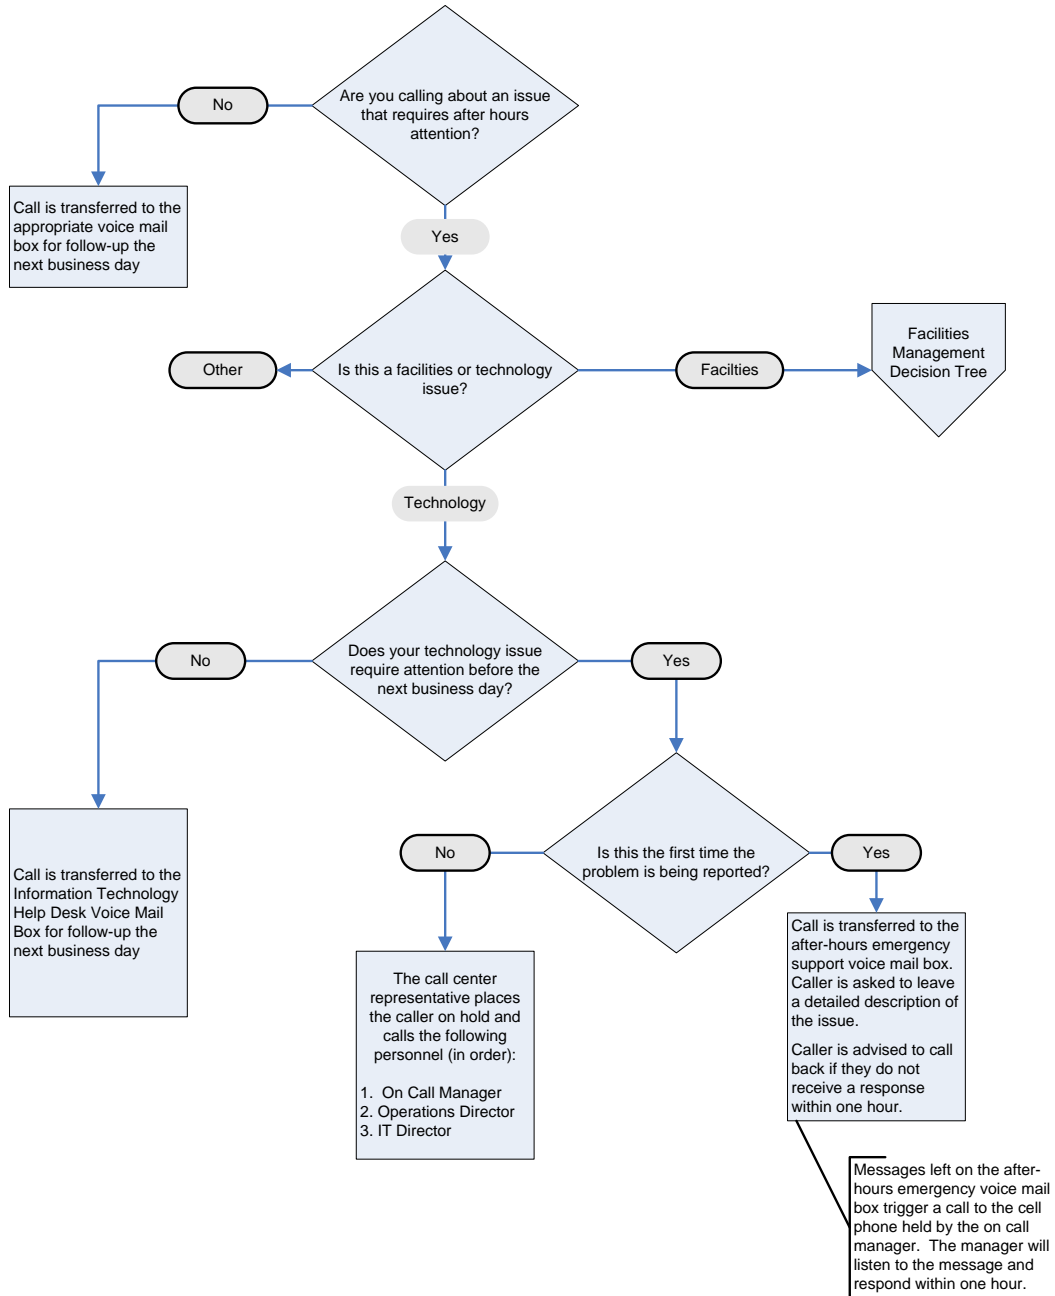 Are you calling about an issue
that requires after hours
attention?
No
Call is transferred to the
appropriate voice mail
box for follow-up the
next business day
Yes
Is this a facilities or technology
issue?
Other
Facilties
Facilities
Management
Decision Tree
Technology
Does your technology issue
require attention before the
next business day?
No
Yes
Call is transferred to the
Information Technology
Help Desk Voice Mail
Box for follow-up the
next business day
Is this the first time the
problem is being reported?
No
Yes
The call center
representative places
the caller on hold and
calls the following
personnel (in order):
1. On Call Manager
2. Operations Director
3. IT Director
Call is transferred to the
after-hours emergency
support voice mail box.
Caller is asked to leave
a detailed description of
the issue.
Caller is advised to call
back if they do not
receive a response
within one hour.
Messages left on the after-
hours emergency voice mail
box trigger a call to the cell
phone held by the on call
manager.  The manager will
listen to the message and
respond within one hour.